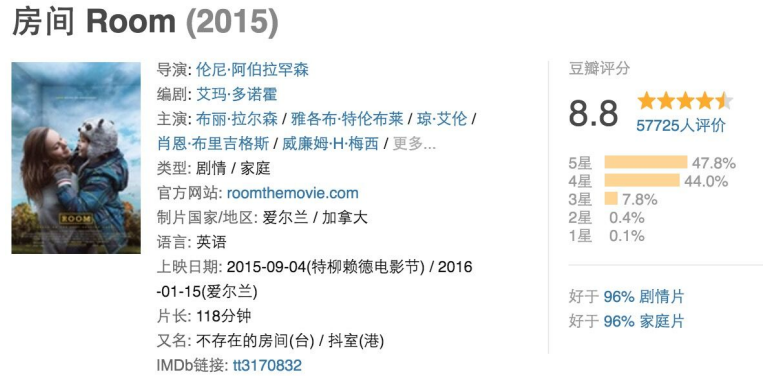 房间 Room (2015)
导演: 伦尼·阿伯拉罕森
编剧: 艾玛·多诺霍
主演: 布丽·拉尔森 / 雅各布·特伦布莱 / 琼·艾伦 /
肖恩·布里吉格斯 / 威廉姆·H·梅西 / 更多...
类型: 剧情 / 家庭
官方网站: roomthemovie.com
制片国家/地区: 爱尔兰 / 加拿大
语言: 英语
上映日期: 2015-09-04(特柳赖德电影节) / 2016
-01-15(爱尔兰)
片长: 118分钟
又名: 不存在的房间(台) / 抖室(港)
IMDb链接: tt3170832
ROOM
豆瓣评分
8.8
57725人评价
5星 47.8%
4星 44.0%
3星 7.8%
2星 0.4%
1星 0.1%
好于 96% 剧情片
好于 96% 家庭片